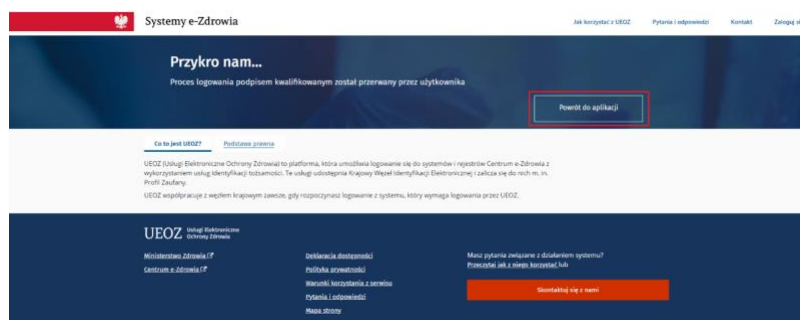 Systemy e-Zdrowia
Jak korzystać z UEOZ Pytania i odpowiedzi Kontakt Zaloguj si
Przykro nam...
Proces logowania podpisem kwalifikowanym został przerwany przez użytkownika
Powrót do aplikacji
Co to jest UEOZ? Podstawa prawna
UEOZ (Usługi Elektroniczne Ochrony Zdrowia) to platforma, która umożliwia logowanie się do systemów i rejestrów Centrum e-Zdrowia z
wykorzystaniem usług identyfikacji tożsamości. Te usługi udostępnia Krajowy Węzeł Identyfikacji Elektronicznej i zalicza się do nich m. in.
Profil Zaufany.
UEOZ współpracuje z węzłem krajowym zawsze, gdy rozpoczynasz logowanie z systemu, który wymaga logowania przez UEOZ.
UEOZ Usługi Elektroniczne
Ochrony Zdrowia
Ministerstwo Zdrowia
Centrum e-Zdrowia
Deklaracja dostępności
Polityka prywatności
Warunki korzystania z serwisu
Pytania i odpowiedzi
Mapa strony
Masz pytania związane z działaniem systemu?
Przeczytaj jak z niego korzystać lub
Skontaktuj się z nami